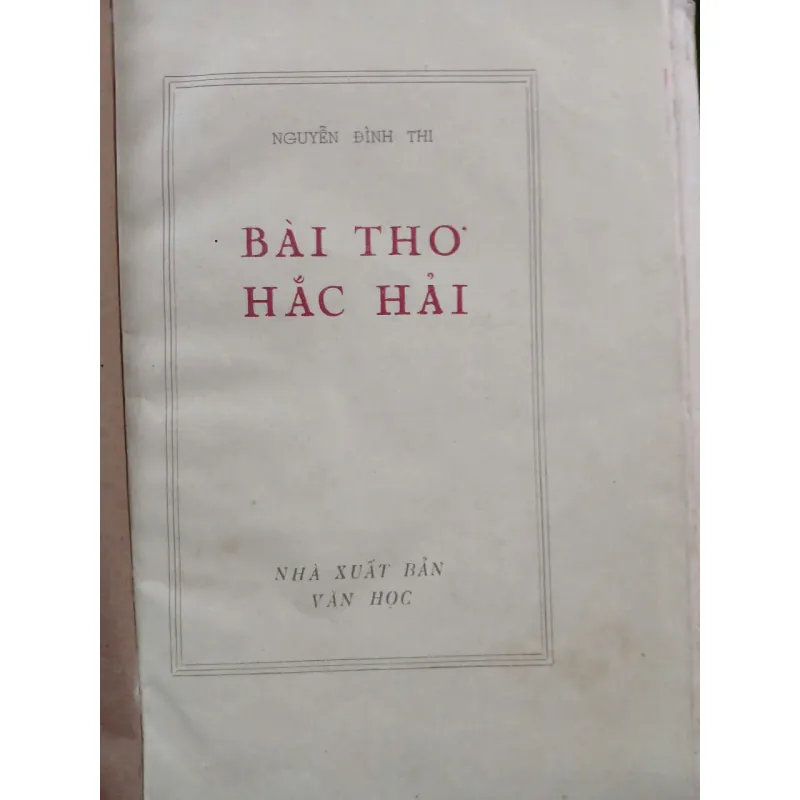 NGUYỄN ĐÌNH THI
BÀI THƠ
HẮC HẢI
NHÀ XUẤT BẢN
VĂN HỌC